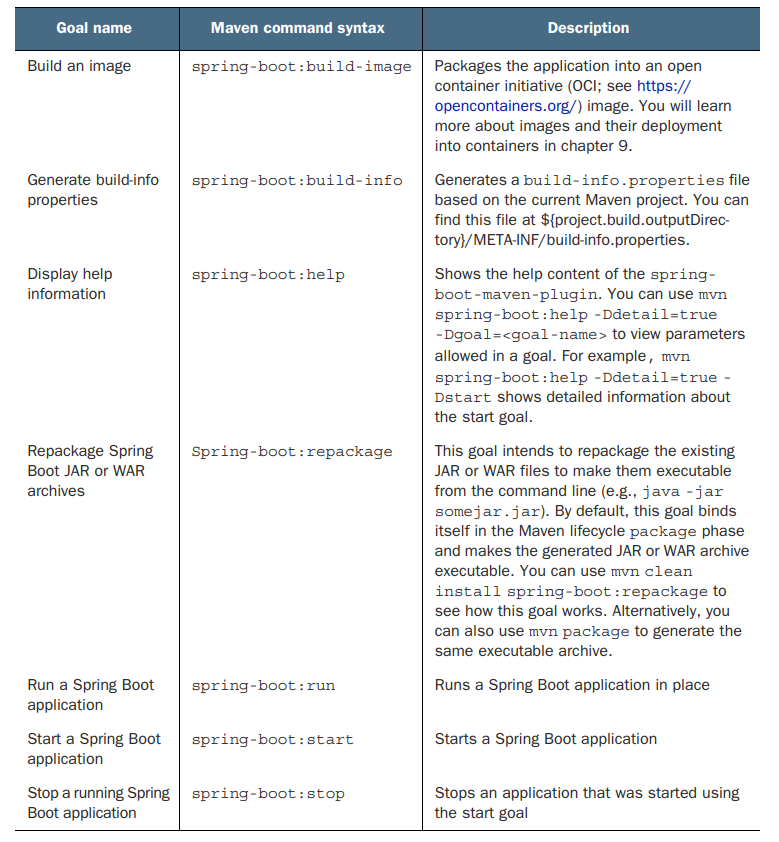 Goal name Maven command syntax Description
Build an image spring-boot:build-image Packages the application into an open
container initiative (OCI; see https://
opencontainers.org/) image. You will learn
more about images and their deployment
into containers in chapter 9.
Generate build-info spring-boot:build-info Generates a build-info.properties file
properties based on the current Maven project. You can
find this file at ${project.build.outputDirec-
tory}/META-INF/build-info.properties.
Display help spring-boot:help Shows the help content of the spring-
information boot-maven-plugin. You can use mvn
spring-boot:help -Ddetail=true
-Dgoal=<goal-name> to view parameters
allowed in a goal. For example, mvn
spring-boot:help -Ddetail=true -
Dstart shows detailed information about
the start goal.
Repackage Spring Spring-boot:repackage This goal intends to repackage the existing
Boot JAR or WAR JAR or WAR files to make them executable
archives from the command line (e.g., java -jar
somejar.jar). By default, this goal binds
itself in the Maven lifecycle package phase
and makes the generated JAR or WAR archive
executable. You can use mvn clean
install spring-boot:repackage to
see how this goal works. Alternatively, you
can also use mvn package to generate the
same executable archive.
Run a Spring Boot spring-boot:run Runs a Spring Boot application in place
application
Start a Spring Boot spring-boot:start Starts a Spring Boot application
application
Stop a running Spring spring-boot:stop Stops an application that was started using
Boot application the start goal